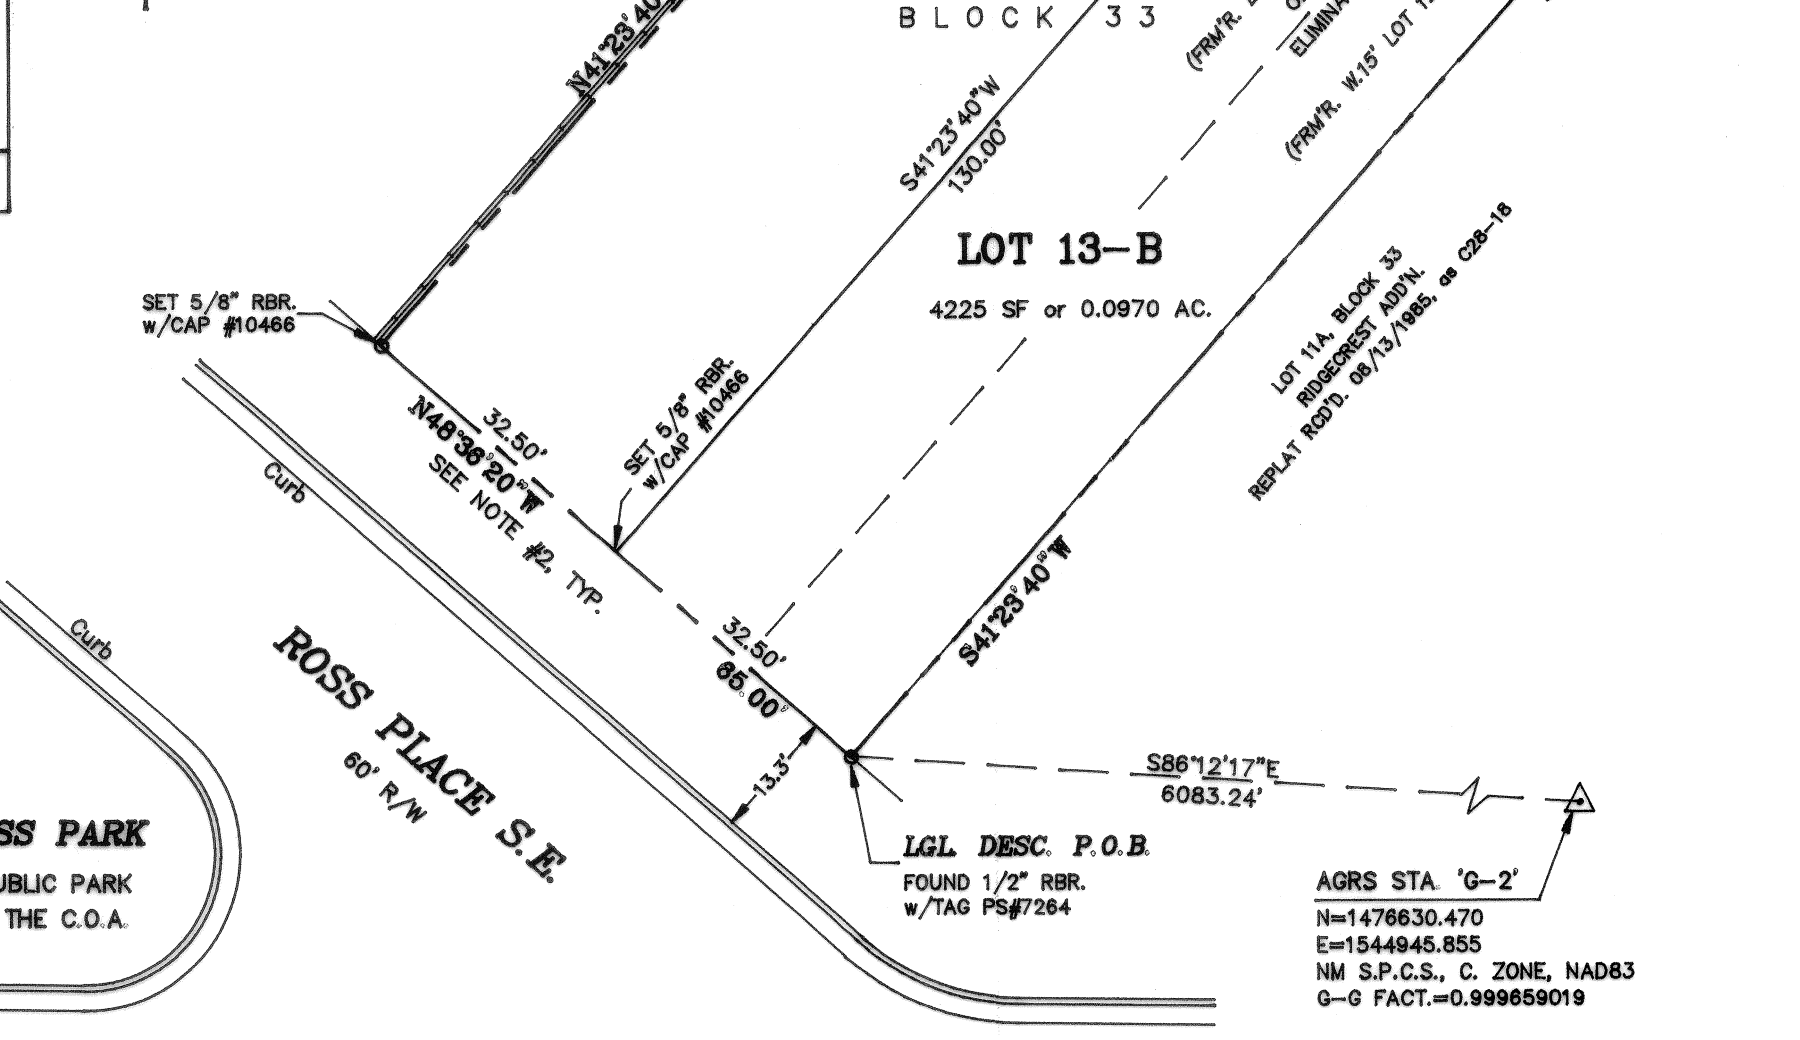 BLOCK 33
N41°23'40
S41°23'40"W
130.00'
(FRM'R.
ELIMINA
(FRM'R. W.15' LOT
LOT 13-B
4225 SF or 0.0970 AC.
LOT 11A, BLOCK 33
RIDGECREST ADD'N.
REPLAT RCD'D. 08/13/1985, as C28-18
SET 5/8" RBR.
w/CAP #10466
SET 5/8" RBR.
w/CAP #10466
32.50'
N48°36'20"W
SEE NOTE #2, TYP.
Curb
Curb
S41°23'40"W
32.50'
65.00'
13.3'
ROSS PLACE S.E.
60' R/W
S86°12'17"E
6083.24'
SS PARK
UBLIC PARK
THE C.O.A.
LGL. DESC. P.O.B.
FOUND 1/2" RBR.
w/TAG PS#7264
AGRS STA. 'G-2'
N=1476630.470
E=1544945.855
NM S.P.C.S., C. ZONE, NAD83
G-G FACT.=0.999659019